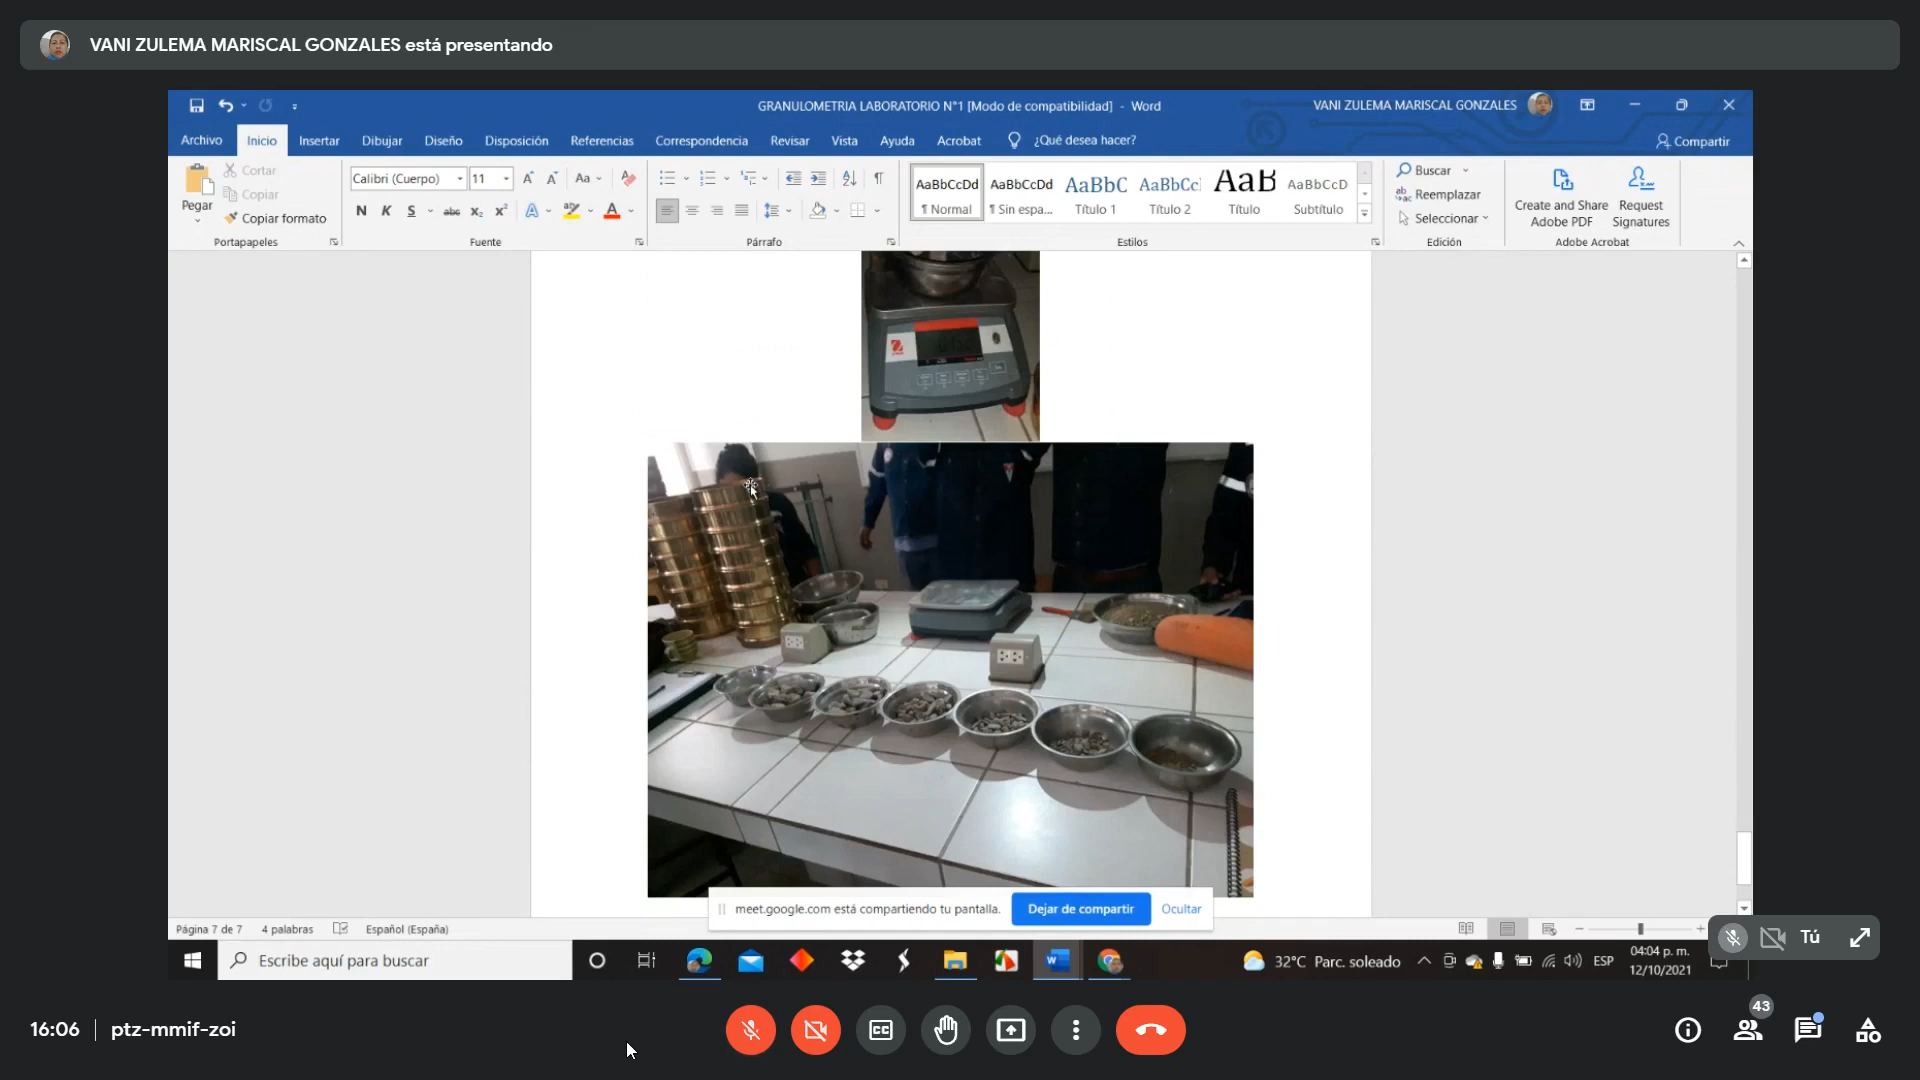 VANI ZULEMA MARISCAL GONZALES está presentando
GRANULOMETRIA LABORATORIO N°1 [Modo de compatibilidad] - Word
VANI ZULEMA MARISCAL GONZALES
Archivo Inicio Insertar Dibujar Diseño Disposición Referencias Correspondencia Revisar Vista Ayuda Acrobat ¿Qué desea hacer? Compartir
Pegar
Cortar
Copiar
Copiar formato
Portapapeles
Calibri (Cuerpo) 11
Aa
N K S abc x₂ x² A A
Fuente
Párrafo
AaBbCcDd
¶ Normal
AaBbCcDd
¶ Sin espa...
AaBbC
Título 1
AaBbCc
Título 2
AaB
Título
AaBbCcD
Subtítulo
Estilos
Buscar
Reemplazar
Seleccionar
Edición
Create and Share
Adobe PDF
Request
Signatures
Adobe Acrobat
meet.google.com está compartiendo tu pantalla. Dejar de compartir Ocultar
Página 7 de 7 4 palabras Español (España)
Tú
Escribe aquí para buscar
32°C Parc. soleado
ESP
04:04 p. m.
12/10/2021
16:06 | ptz-mmif-zoi
CC
43